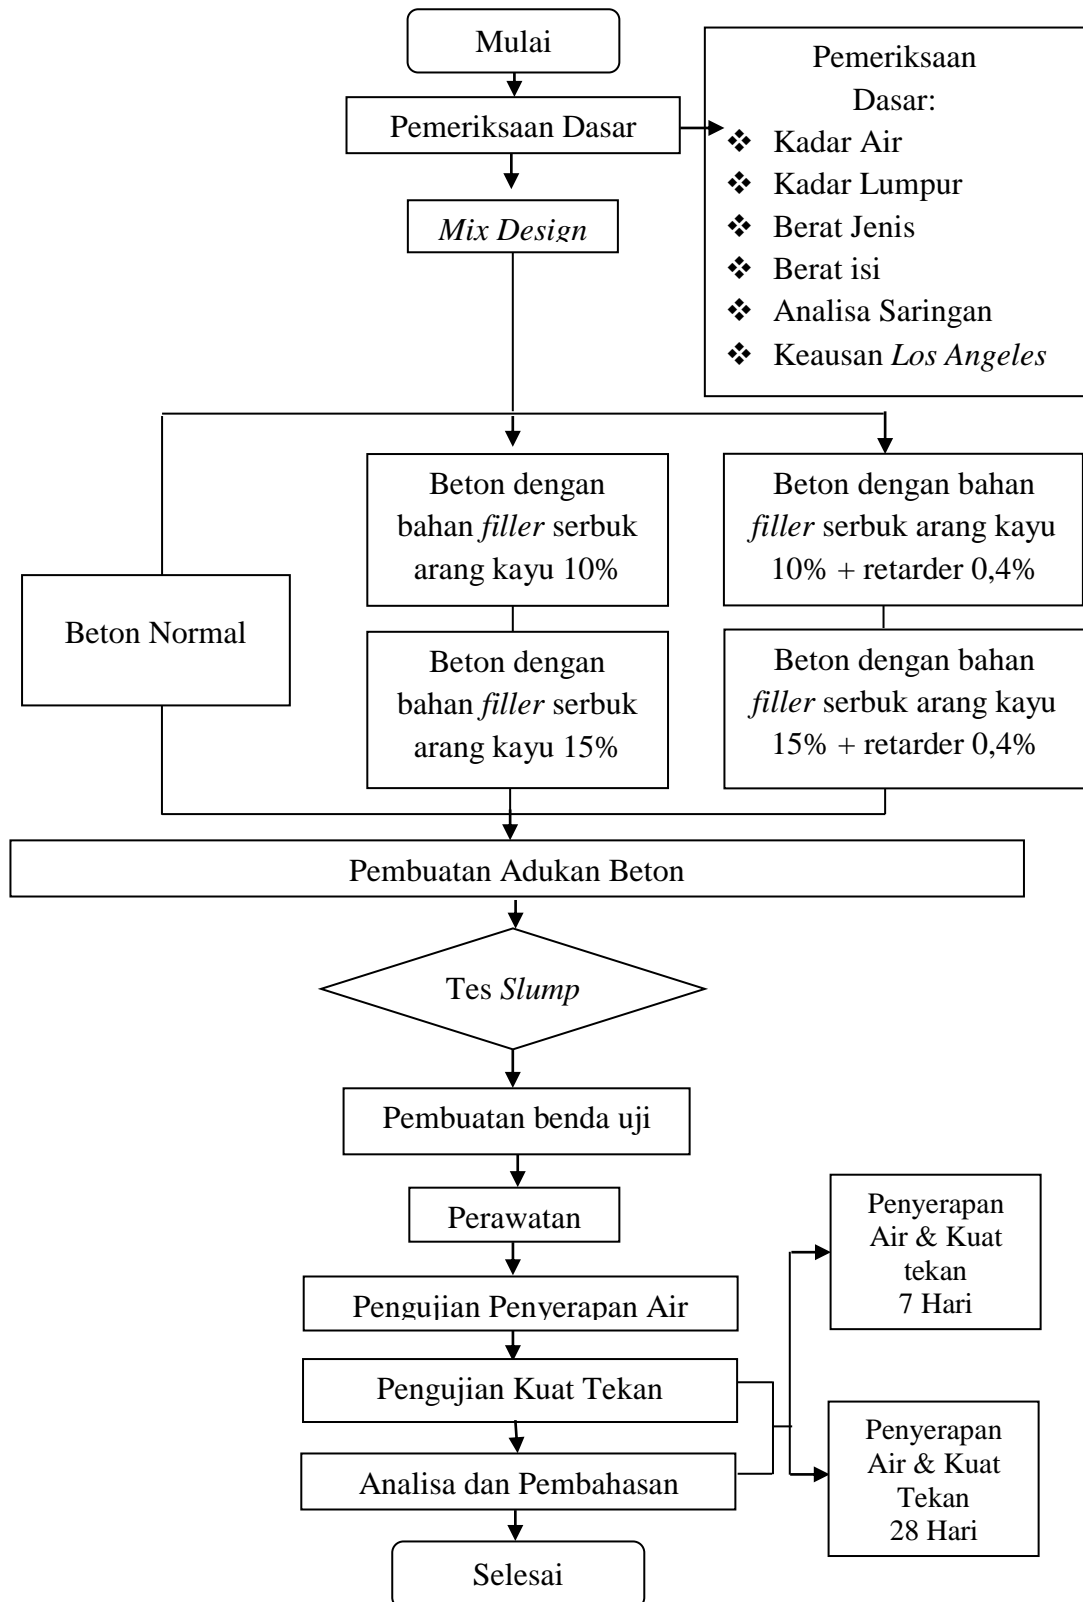 Mulai
Pemeriksaan Dasar
Pemeriksaan
Dasar:
❖ Kadar Air
❖ Kadar Lumpur
❖ Berat Jenis
❖ Berat isi
❖ Analisa Saringan
❖ Keausan Los Angeles
Mix Design
Beton Normal
Beton dengan
bahan filler serbuk
arang kayu 10%
Beton dengan
bahan filler serbuk
arang kayu 15%
Beton dengan bahan
filler serbuk arang kayu
10% + retarder 0,4%
Beton dengan bahan
filler serbuk arang kayu
15% + retarder 0,4%
Pembuatan Adukan Beton
Tes Slump
Pembuatan benda uji
Perawatan
Pengujian Penyerapan Air
Pengujian Kuat Tekan
Analisa dan Pembahasan
Penyerapan
Air & Kuat
tekan
7 Hari
Penyerapan
Air & Kuat
Tekan
28 Hari
Selesai